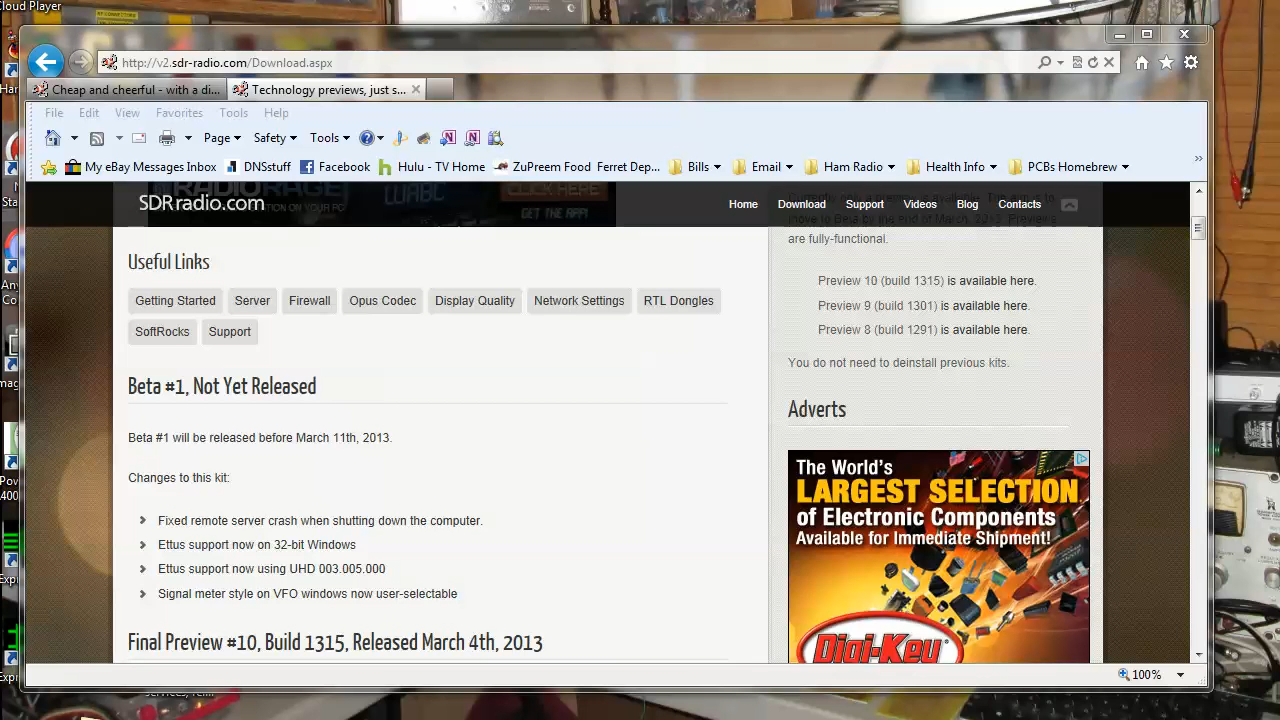 Cloud Player
http://v2.sdr-radio.com/Download.aspx
Cheap and cheerful - with a di...
Technology previews, just s...
File Edit View Favorites Tools Help
Page Safety Tools
My eBay Messages Inbox DNSstuff Facebook Hulu - TV Home ZuPreem Food Ferret Dep... Bills Email Ham Radio Health Info PCBs Homebrew
RADIORAGE
WABC
CLICK HERE
GET THE APP!
SDRradio.com
Home Download Support Videos Blog Contacts
are fully-functional.
Useful Links
Getting Started Server Firewall Opus Codec Display Quality Network Settings RTL Dongles
SoftRocks Support
Preview 10 (build 1315) is available here.
Preview 9 (build 1301) is available here.
Preview 8 (build 1291) is available here.
You do not need to deinstall previous kits.
Beta #1, Not Yet Released
Beta #1 will be released before March 11th, 2013.
Changes to this kit:
Fixed remote server crash when shutting down the computer.
Ettus support now on 32-bit Windows
Ettus support now using UHD 003.005.000
Signal meter style on VFO windows now user-selectable
Final Preview #10, Build 1315, Released March 4th, 2013
Adverts
The World's
LARGEST SELECTION
of Electronic Components
Available for Immediate Shipment!
Digi-Key
100%